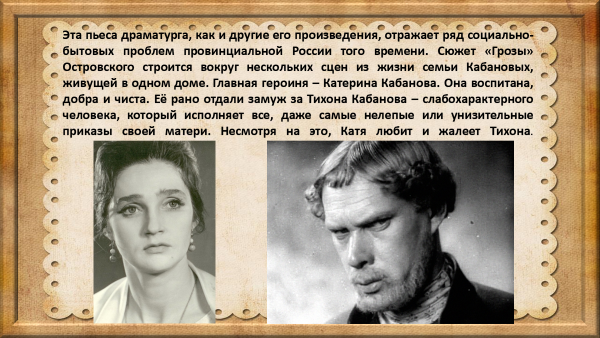 Эта пьеса драматурга, как и другие его произведения, отражает ряд социально-
бытовых проблем провинциальной России того времени. Сюжет «Грозы»
Островского строится вокруг нескольких сцен из жизни семьи Кабановых,
живущей в одном доме. Главная героиня – Катерина Кабанова. Она воспитана,
добра и чиста. Её рано отдали замуж за Тихона Кабанова – слабохарактерного
человека, который исполняет все, даже самые нелепые или унизительные
приказы своей матери. Несмотря на это, Катя любит и жалеет Тихона.